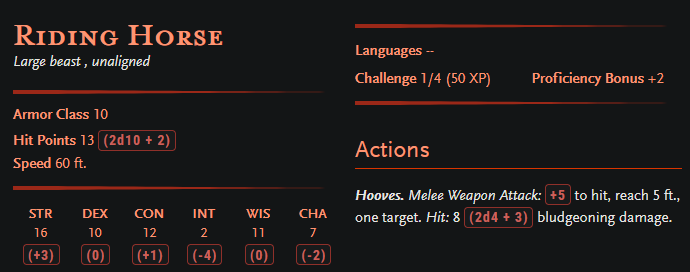 Riding Horse
Large beast , unaligned
Armor Class 10
Hit Points 13 (2d10 + 2)
Speed 60 ft.
STR DEX CON INT WIS CHA
16 10 12 2 11 7
(+3) (0) (+1) (-4) (0) (-2)
Languages --
Challenge 1/4 (50 XP) Proficiency Bonus +2
Actions
Hooves. Melee Weapon Attack: +5 to hit, reach 5 ft.,
one target. Hit: 8 (2d4 + 3) bludgeoning damage.